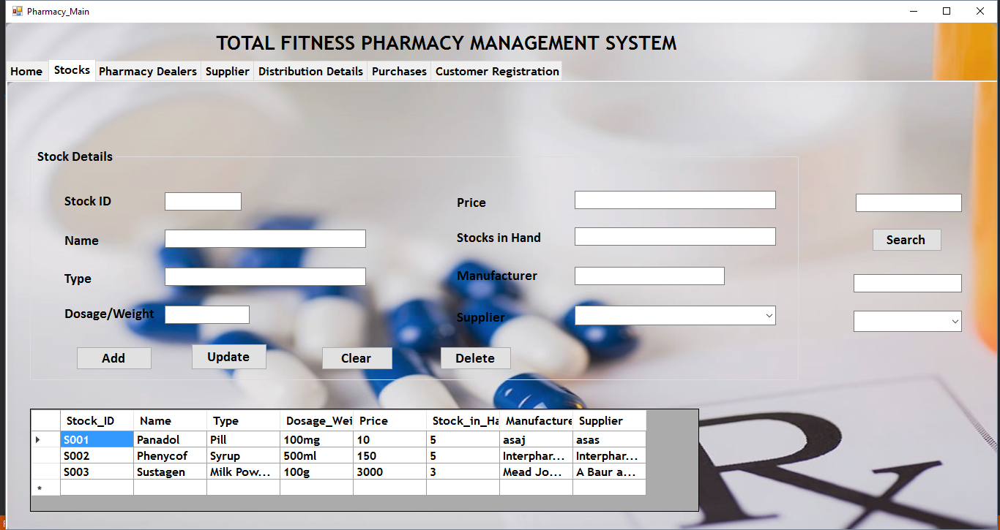 Pharmacy_Main
TOTAL FITNESS PHARMACY MANAGEMENT SYSTEM
Home Stocks Pharmacy Dealers Supplier Distribution Details Purchases Customer Registration
Stock Details
Stock ID
Name
Type
Dosage/Weight
Price
Stocks in Hand
Manufacturer
Supplier
Search
Add Update Clear Delete
Stock_ID Name Type Dosage_Wei Price Stock_in_Ha Manufacture Supplier
S001 Panadol Pill 100mg 10 5 asaj asas
S002 Phenycof Syrup 500ml 150 5 Interphar... Interphar...
S003 Sustagen Milk Pow... 100g 3000 3 Mead Jo... A Baur a...
Rx